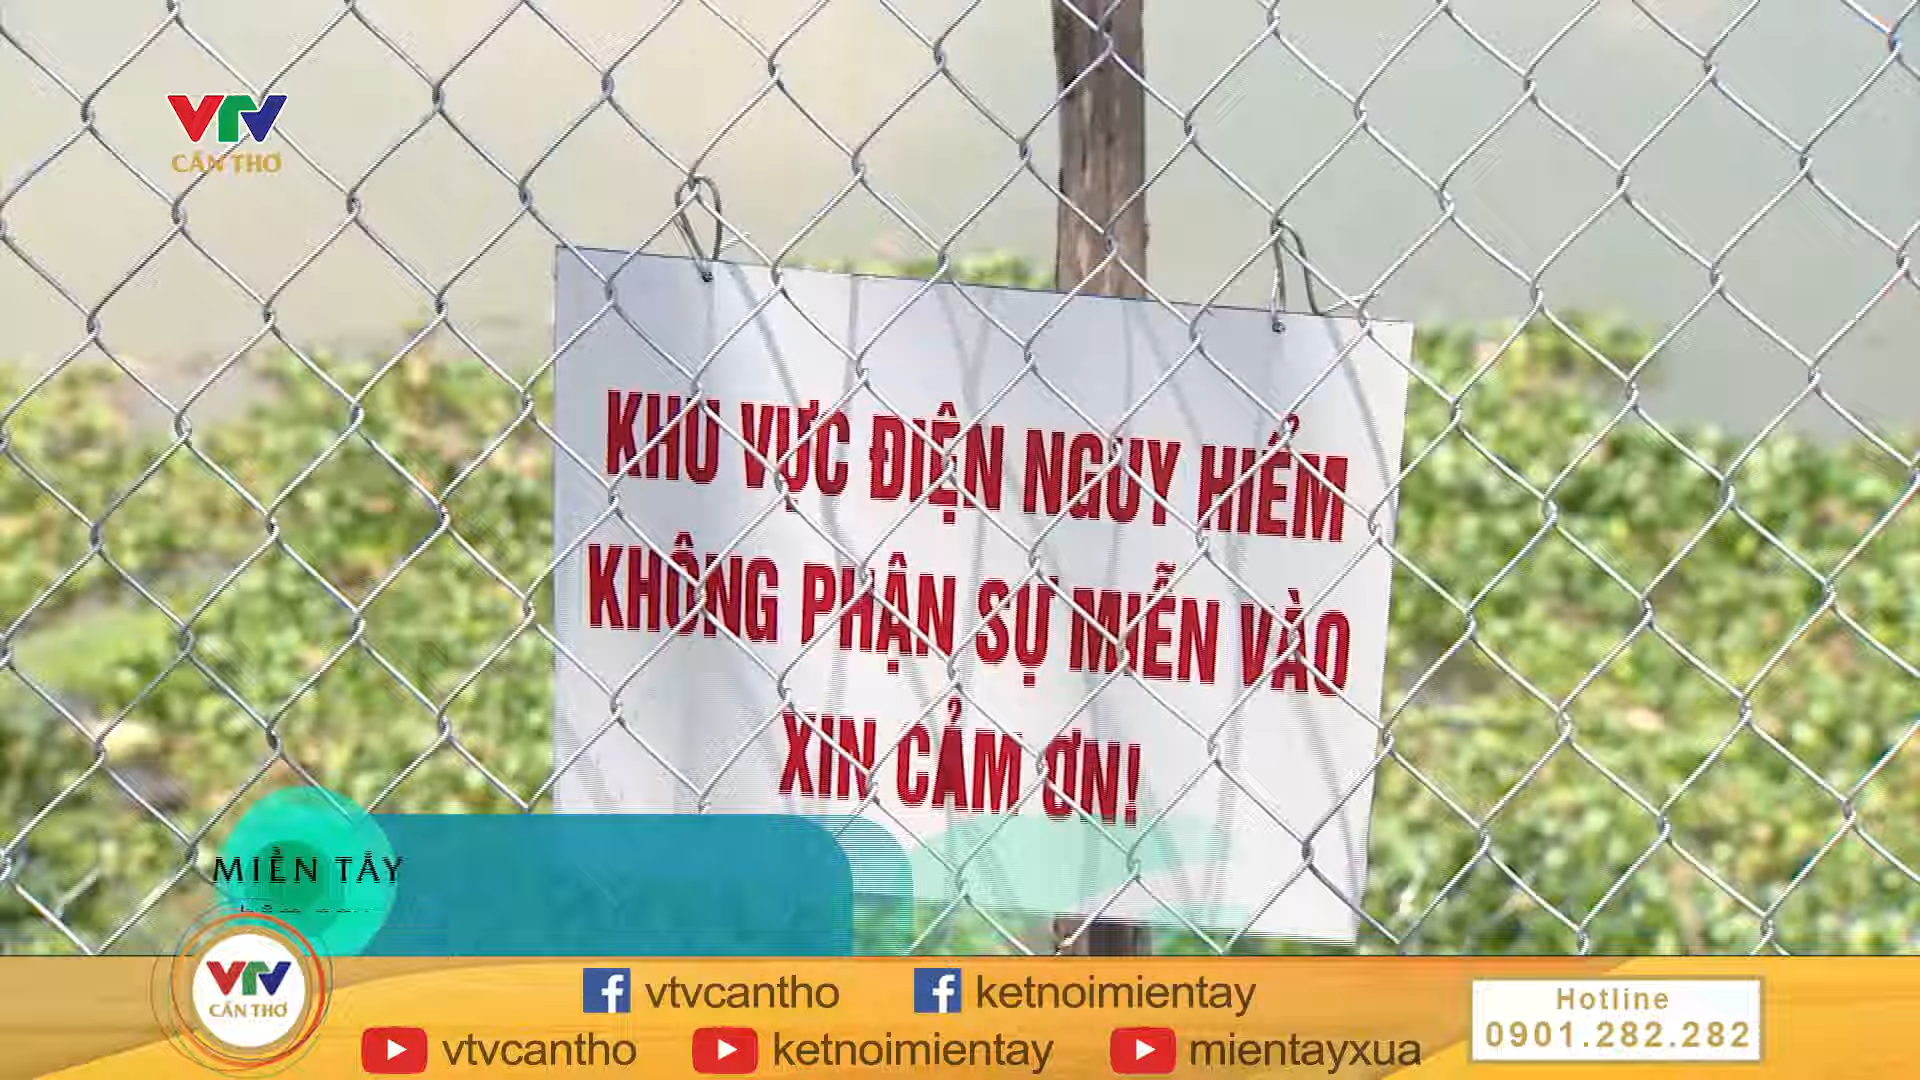 VTV
CẦN THƠ
KHU VỰC ĐIỆN NGUY HIỂM
KHÔNG PHẬN SỰ MIỄN VÀO
XIN CẢM ƠN!
MIỀN TÂY
VTV
CẦN THƠ
vtvcantho
ketnoimientay
vtvcantho
ketnoimientay
mientayxua
Hotline
0901.282.282